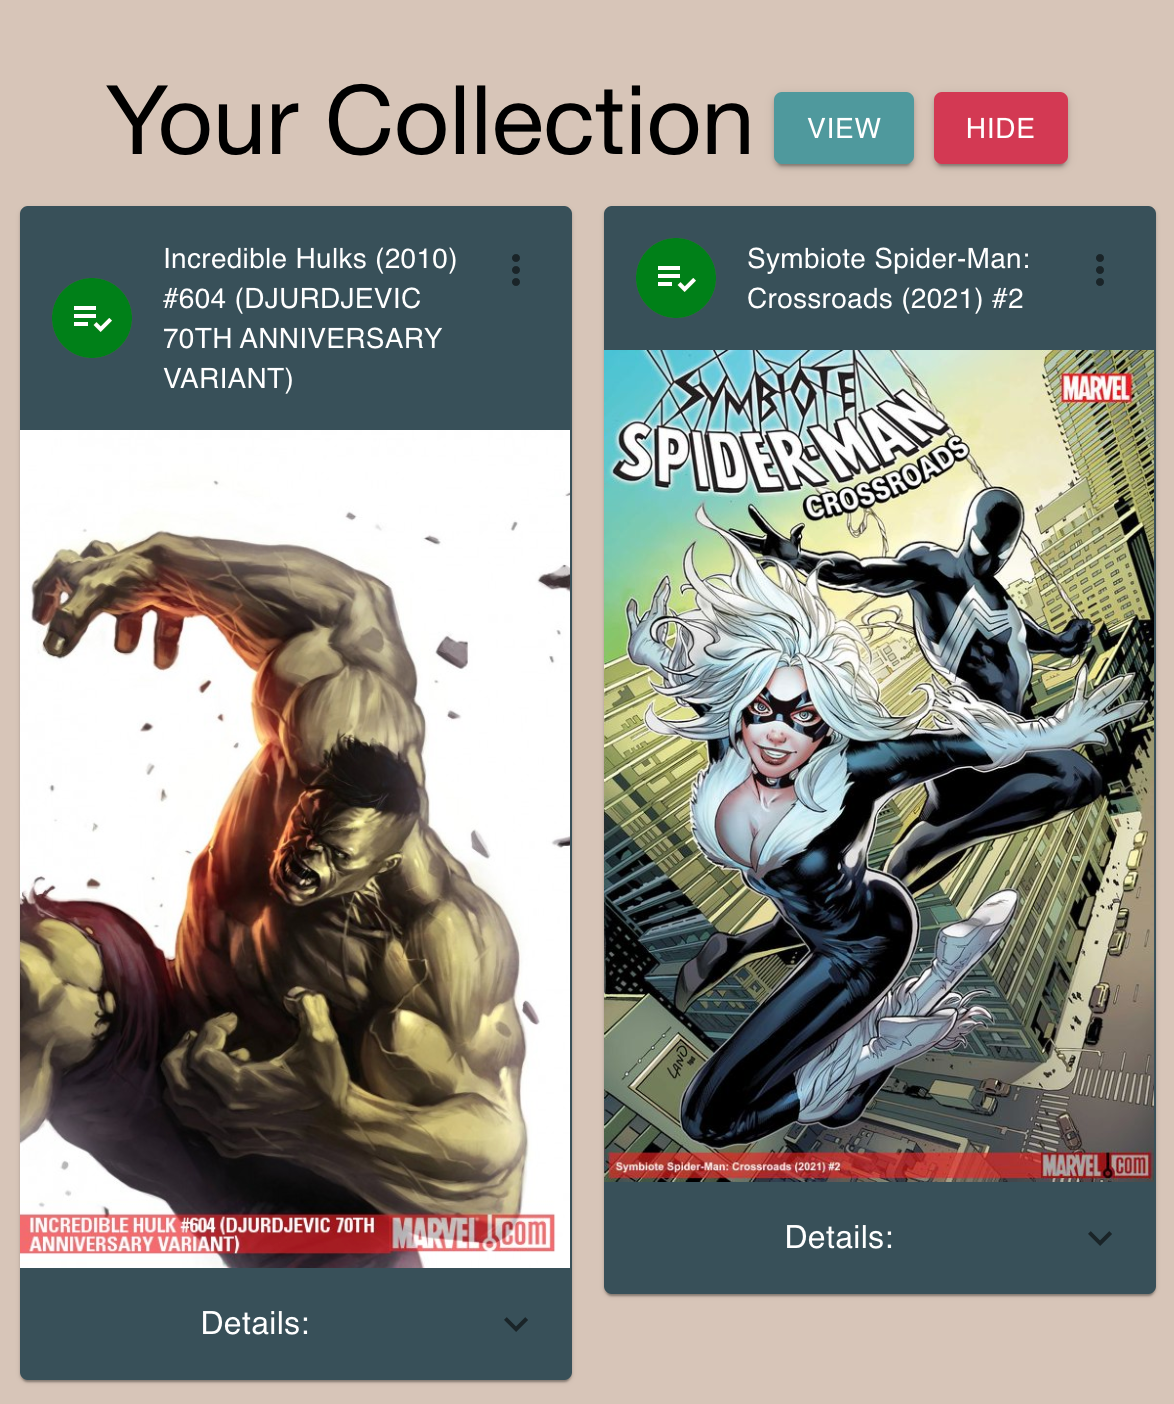 Your Collection
VIEW
HIDE
Incredible Hulks (2010)
#604 (DJURDJEVIC
70TH ANNIVERSARY
VARIANT)
INCREDIBLE HULK #604 (DJURDJEVIC 70TH
ANNIVERSARY VARIANT)
MARVEL.com
Details:
Symbiote Spider-Man:
Crossroads (2021) #2
SYMBIOTE
SPIDER-MAN
CROSSROADS
MARVEL
LAND
Symbiote Spider-Man: Crossroads (2021) #2
MARVEL.com
Details: